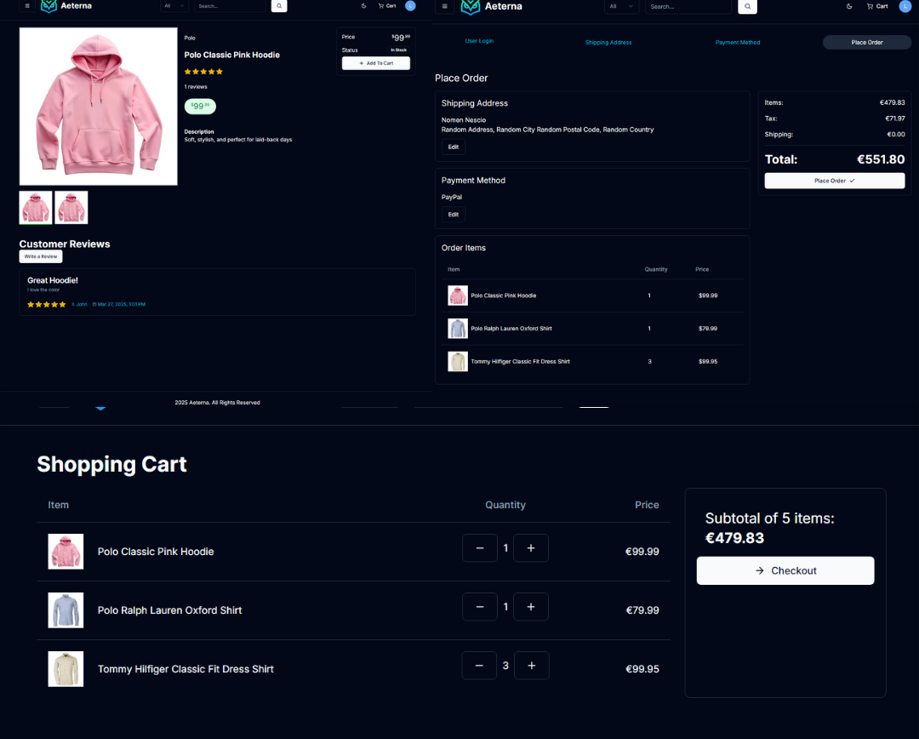 Aeterna
All
Search...
Cart
L
Polo
Polo Classic Pink Hoodie
1 reviews
$99.99
Description
Soft, stylish, and perfect for laid-back days
Price $99.99
Status In Stock
+ Add To Cart
Customer Reviews
Write a Review
Great Hoodie!
I love the color
John Mar 27, 2025, 1:01 PM
2025 Aeterna. All Rights Reserved
Aeterna
All
Search...
Cart
L
User Login
Shipping Address
Payment Method
Place Order
Place Order
Shipping Address
Nomen Nescio
Random Address, Random City Random Postal Code, Random Country
Edit
Payment Method
PayPal
Edit
Order Items
Item Quantity Price
Polo Classic Pink Hoodie 1 $99.99
Polo Ralph Lauren Oxford Shirt 1 $79.99
Tommy Hilfiger Classic Fit Dress Shirt 3 $99.95
Items: €479.83
Tax: €71.97
Shipping: €0.00
Total: €551.80
Place Order
Shopping Cart
Item Quantity Price
Polo Classic Pink Hoodie − 1 + €99.99
Polo Ralph Lauren Oxford Shirt − 1 + €79.99
Tommy Hilfiger Classic Fit Dress Shirt − 3 + €99.95
Subtotal of 5 items:
€479.83
Checkout